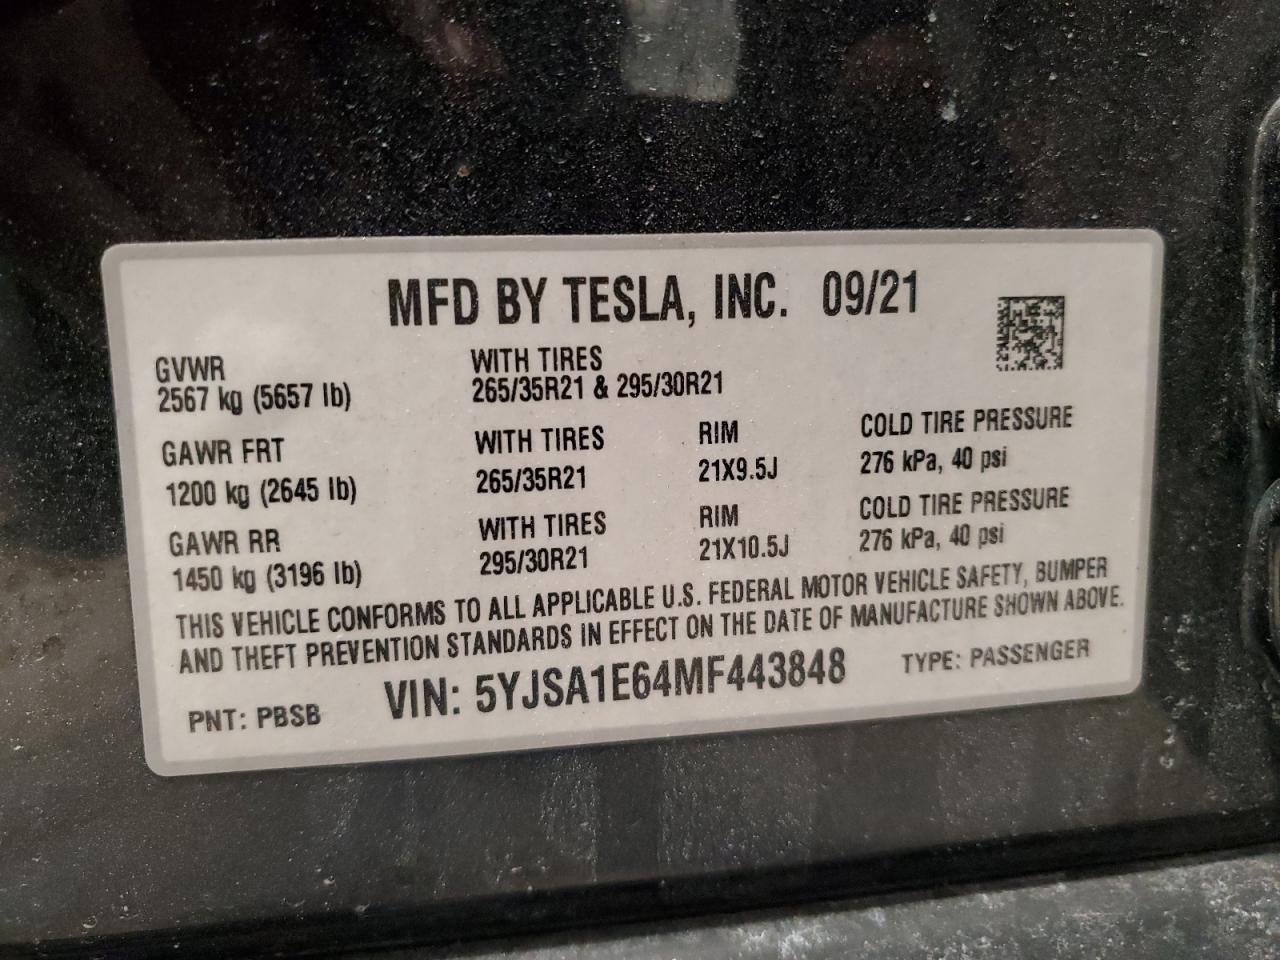 MFD BY TESLA, INC. 09/21
GVWR WITH TIRES
2567 kg (5657 lb) 265/35R21 & 295/30R21
GAWR FRT WITH TIRES RIM COLD TIRE PRESSURE
1200 kg (2645 lb) 265/35R21 21X9.5J 276 kPa, 40 psi
GAWR RR WITH TIRES RIM COLD TIRE PRESSURE
1450 kg (3196 lb) 295/30R21 21X10.5J 276 kPa, 40 psi
THIS VEHICLE CONFORMS TO ALL APPLICABLE U.S. FEDERAL MOTOR VEHICLE SAFETY, BUMPER
AND THEFT PREVENTION STANDARDS IN EFFECT ON THE DATE OF MANUFACTURE SHOWN ABOVE.
PNT: PBSB VIN: 5YJSA1E64MF443848 TYPE: PASSENGER